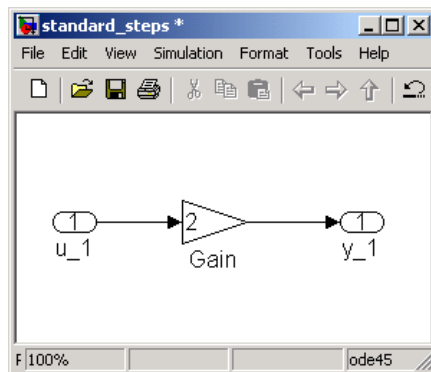 standard_steps *
File Edit View Simulation Format Tools Help
1 2 1
u_1 Gain y_1
F 100% ode45